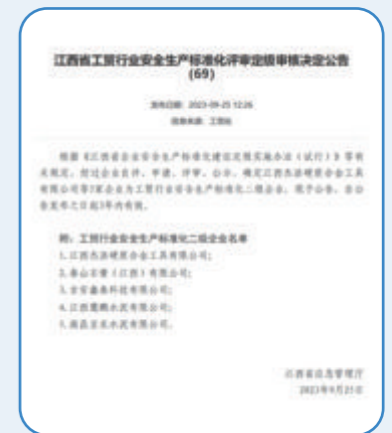 江西省工贸行业安全生产标准化评审定级审核决定公告
(69)
发布日期: 2023-09-25 12:26
信息来源: 工贸处
根据《江西省企业安全生产标准化建设定级实施办法（试行）》等有
关规定，经过企业自评、申请、评审、公示，确定江西杰浩硬质合金工具
有限公司等5家企业为工贸行业安全生产标准化二级企业，现予公告，自公
告发布之日起3年内有效。
附: 工贸行业安全生产标准化二级企业名单
1.江西杰浩硬质合金工具有限公司;
2.泰山石膏（江西）有限公司;
3.吉安鑫泰科技有限公司;
4.江西 水泥有限公司;
5.南昌 水泥有限公司.
江西省应急管理厅
2023年9月25日